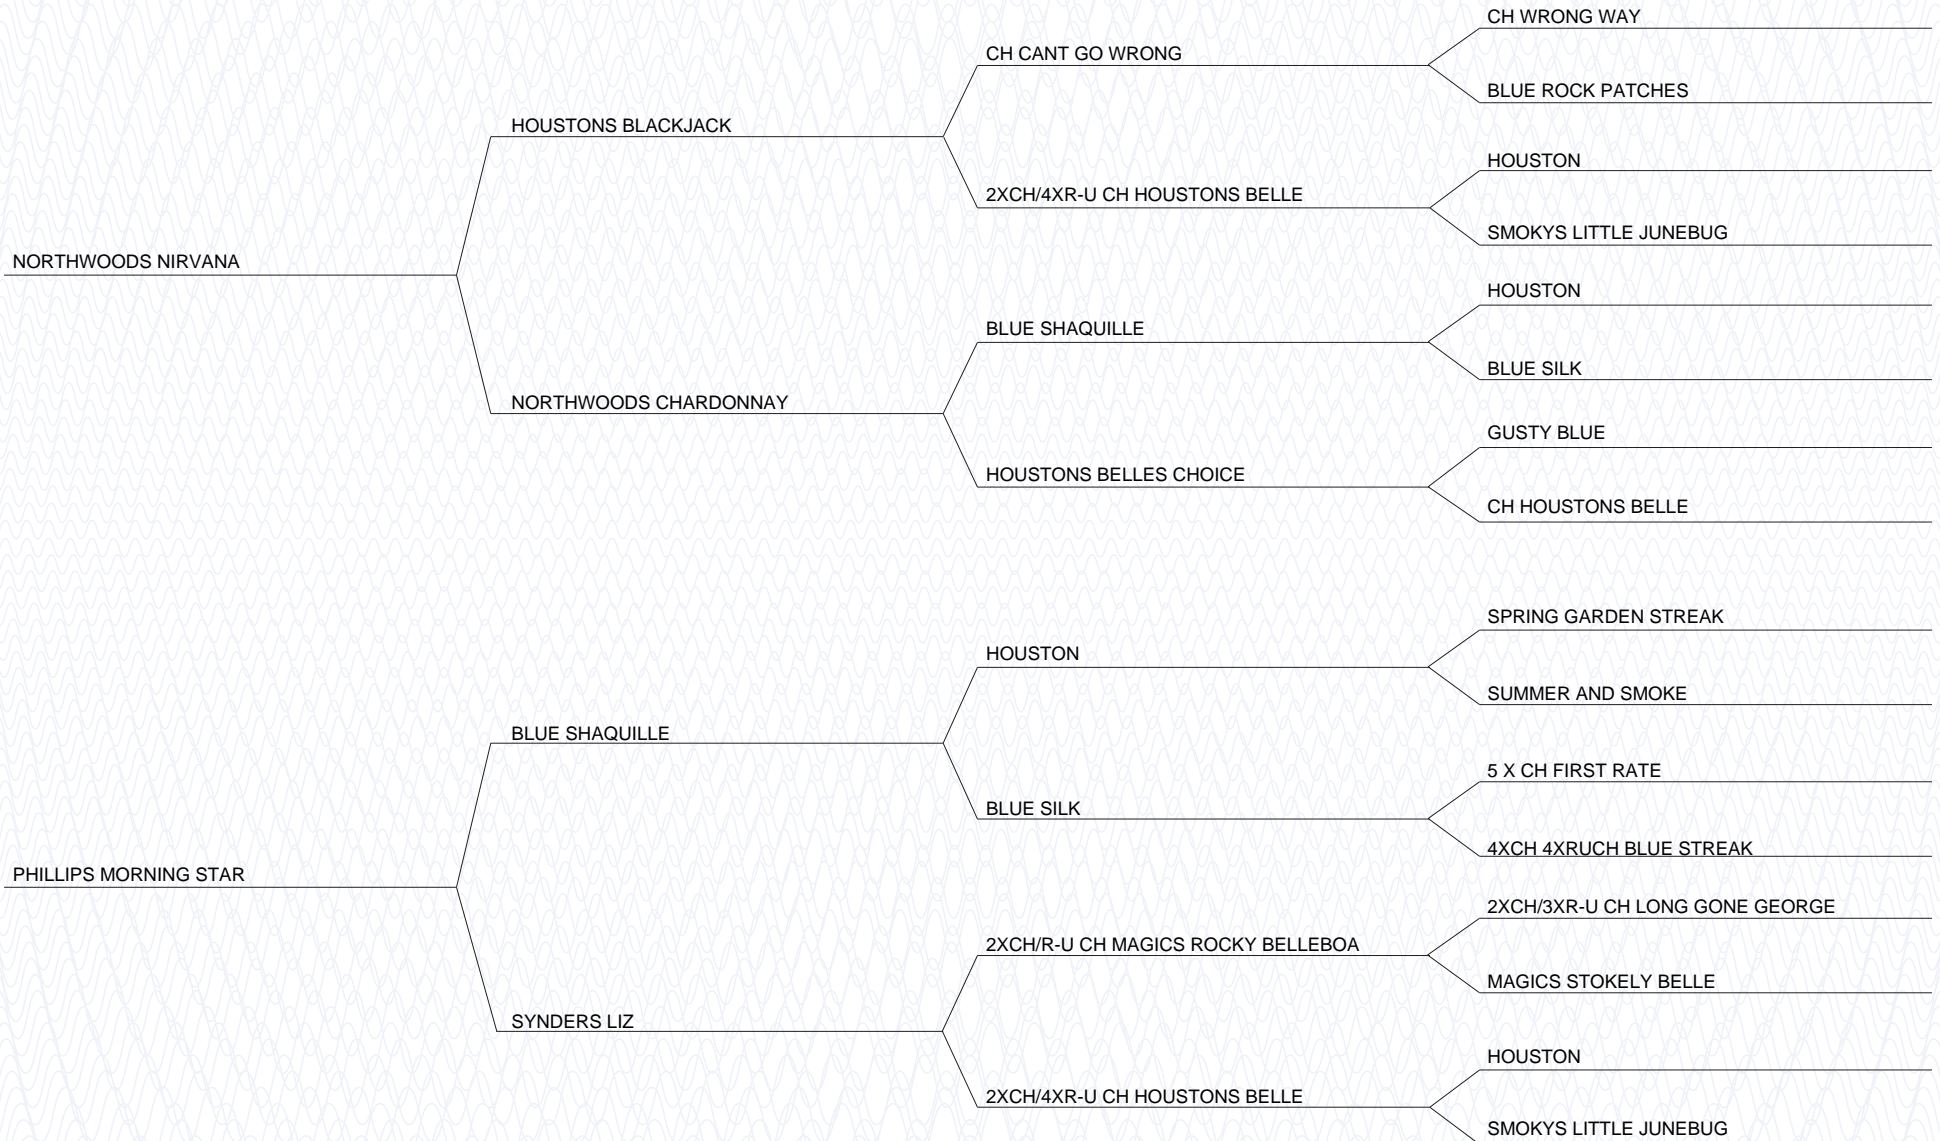 CH WRONG WAY
CH CANT GO WRONG
BLUE ROCK PATCHES
HOUSTONS BLACKJACK
HOUSTON
2XCH/4XR-U CH HOUSTONS BELLE
SMOKYS LITTLE JUNEBUG
NORTHWOODS NIRVANA
HOUSTON
BLUE SHAQUILLE
BLUE SILK
NORTHWOODS CHARDONNAY
GUSTY BLUE
HOUSTONS BELLES CHOICE
CH HOUSTONS BELLE
SPRING GARDEN STREAK
HOUSTON
SUMMER AND SMOKE
BLUE SHAQUILLE
5 X CH FIRST RATE
BLUE SILK
4XCH 4XRUCH BLUE STREAK
PHILLIPS MORNING STAR
2XCH/3XR-U CH LONG GONE GEORGE
2XCH/R-U CH MAGICS ROCKY BELLEBOA
MAGICS STOKELY BELLE
SYNDERS LIZ
HOUSTON
2XCH/4XR-U CH HOUSTONS BELLE
SMOKYS LITTLE JUNEBUG